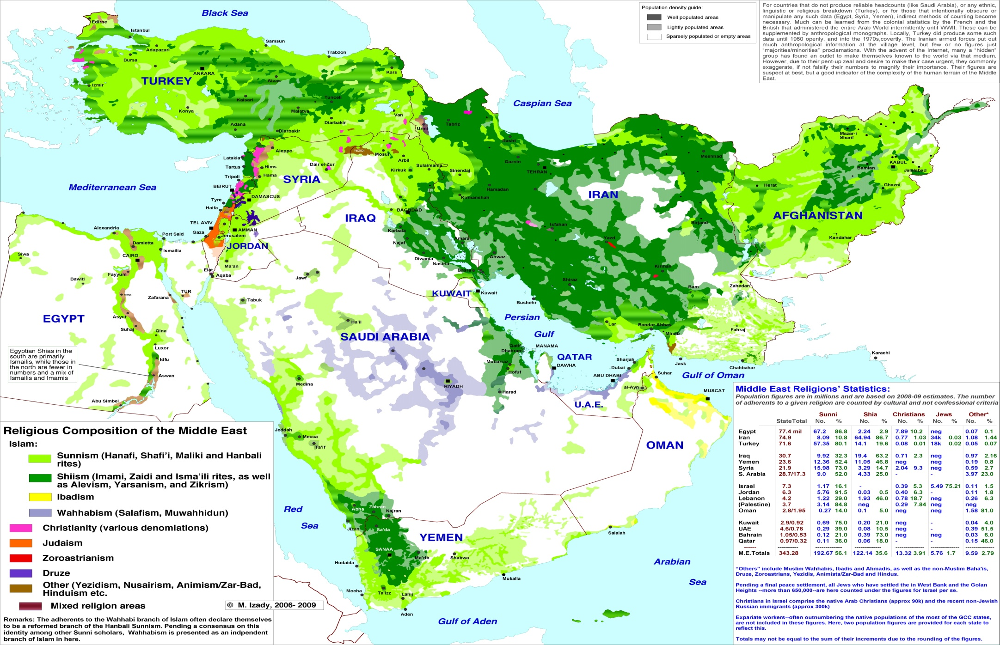 Population density guide:
Well populated areas
Lightly populated areas
Sparsely populated or empty areas
For countries that do not produce reliable headcounts (like Saudi Arabia), or any ethnic,
linguistic or religious breakdown (Turkey), or for those that intentionally obscure or
manipulate any such data (Egypt, Syria, Yemen), indirect methods of counting become
necessary. Much can be learned from the colonial statistics by the French and the
British that administered the entire Arab World intermittently until WWII. These can be
supplemented by anthropological monographs. Locally, Turkey did produce some such
data until 1960 openly, and into the 1970s,covertly. The Iranian armed forces put out
much anthropological information at the village level, but few or no figures--just
"majorities/minorities" proclamations. With the advent of the Internet, many a "hidden"
group has found an outlet to make themselves known to the world via that medium.
However, due to their pent-up zeal and desire to make their case urgent, they commonly
exaggerate, if not falsify their numbers to magnify their importance. Their figures are
suspect at best, but a good indicator of the complexity of the human terrain of the Middle
East.
Black Sea
Edirne
Istanbul
Adapazari
Samsun
Trabzon
Bursa
ANKARA
Kars
TURKEY
Izmir
Sivas
Kaisari
Tunceli
Konya
Malatya
Van
Adana
Diarbakir
Diarbakir
Urmi
Tabriz
Caspian Sea
Rasht
Mazar-i
Sharif
Aleppo
YEZIDI
Mosul
Latakia
Arbil
Qazvin
Meshhad
KABUL
Tartus
Hims
Dair el-Zur
Sulaimania
Bamian
Jalalabad
Hama
Kirkuk
Sinendaj
TEHRAN
Tripoli
SYRIA
Mediterranean Sea
BEIRUT
Hamadan
Herat
Ghazni
DAMASCUS
Kirmanshah
IRAN
Tyre
Haifa
BAGHDAD
IRAQ
AFGHANISTAN
TEL AVIV
AMMAN
Karbala
Isfahan
Birjand
Alexandria
Gaza
Port Said
Jerusalem
Najaf
Amara
Yazd
Kandahar
Damietta
JORDAN
Ismailia
Siwa
CAIRO
Diwania
Ahwaz
Nasiria
Ma'an
Elat
Aqaba
Basra
Kirman
Fayyum
Bawiti
Jawf
Shiraz
Minya
TUR
Zafarana
KUWAIT
Kuwait
Bam
Zahedan
Tabuk
Bushehr
EGYPT
Asyut
Persian
Gulf
Ha'il
Lar
Bandar Abbas
Suhaj
Qina
Minab
Fahraj
SAUDI ARABIA
Luxor
Qatif
Dhahran
MANAMA
Idfu
QATAR
Mubarraz
DAWHA
Sharjah
Jask
Chahbahar
Karachi
Hofuf
Dubai
Suhar
Gulf of Oman
Aswan
ABU DHABI
Medina
RIYADH
al-Ayn
Harad
MUSCAT
Abu Simbel
U.A.E.
Egyptian Shias in the
south are primarily
Ismailis, while those in
the north are fewer in
numbers and a mix of
Ismailis and Imamis
Jeddah
Mecca
Ta'if
OMAN
Red
Sea
Abha
Zahran
Najran
Jizan
Sa'da
YEMEN
Salalah
SANAA
Ma'rib
Shabwa
Hudaida
Mukalla
Arabian
Sea
Mocha
Ta'izz
Lahij
Aden
Gulf of Aden
Religious Composition of the Middle East
Islam:
Sunnism (Hanafi, Shafi'i, Maliki and Hanbali
rites)
Shiism (Imami, Zaidi and Isma'ili rites, as well
as Alevism, Yarsanism, and Zikrism)
Ibadism
Wahhabism (Salafism, Muwahhidun)
Christianity (various denomiations)
Judaism
Zoroastrianism
Druze
Other (Yezidism, Nusairism, Animism/Zar-Bad,
Hinduism etc.
Mixed religion areas
© M. Izady, 2006- 2009
Remarks: The adherents to the Wahhabi branch of Islam often declare themselves
to be a reformed branch of the Hanbali Sunnism. Pending a consensus on this
identity among other Sunni scholars, Wahhabism is presented as an indpendent
branch of Islam in here.
Middle East Religions' Statistics:
Population figures are in millions and are based on 2008-09 estimates. The number
of adherents to a given religion are counted by cultural and not confessional criteria
Sunni Shia Christians Jews Other*
StateTotal No. % No. % No. % No. % No. %
Egypt 77.4 mil 67.2 86.8 2.24 2.9 7.89 10.2 neg 0.07 0.1
Iran 74.9 8.09 10.8 64.94 86.7 0.77 1.03 34k 0.03 1.08 1.44
Turkey 71.6 57.35 80.1 14.1 19.6 0.08 0.01 18k 0.02 0.05 0.07
Iraq 30.7 9.92 32.3 19.4 63.2 0.71 2.3 neg 0.97 2.16
Yemen 23.6 12.36 52.4 11.05 46.8 neg neg 0.19 0.8
Syria 21.9 15.98 73.0 3.29 14.7 2.04 9.3 neg 0.59 2.7
S. Arabia 28.7/17.3 9.0 52.0 4.33 25.0 - - 3.97 23.0
Israel 7.3 1.17 16.1 - 0.39 5.3 5.49 75.21 0.11 1.5
Jordan 6.3 5.76 91.5 0.03 0.5 0.40 6.3 - 0.11 1.8
Lebanon 4.2 1.22 29.0 1.93 46.0 0.78 18.7 neg 0.26 6.3
(Palestine) 3.7 3.14 84.8 neg 0.29 7.84 neg neg
Oman 2.8/1.95 0.27 14.0 0.1 5.0 neg neg 1.58 81.0
Kuwait 2.9/0.92 0.69 75.0 0.20 21.0 neg - 0.04 4.0
UAE 4.6/0.76 0.29 39.0 0.08 10.5 neg - 0.39 51.5
Bahrain 1.05/0.53 0.12 21.0 0.39 73.0 neg neg 0.03 6.0
Qatar 0.97/0.32 0.11 36.0 0.06 18.0 - - 0.15 46.0
------ ---------- ------------- ------------- -------------- -------------- --------------
M.E.Totals 343.28 192.67 56.1 122.14 35.6 13.32 3.91 5.76 1.7 9.59 2.79
"Others" include Muslim Wahhabis, Ibadis and Ahmadis, as well as the non-Muslim Baha'is,
Druze, Zoroastrians, Yezidis, Animists/Zar-Bad and Hindus.
Pending a final peace settlement, all Jews who have settled the in West Bank and the Golan
Heights --more than 650,000--are here counted under the figures for Israel per se.
Christians in Israel comprise the native Arab Christians (approx 90k) and the recent non-Jewish
Russian immigrants (approx 300k)
Expariate workers--often outnumbering the native populations of the most of the GCC states,
are not included in these figures. Here, two population figures are provided for each state to
reflect this.
Totals may not be equal to the sum of their increments due to the rounding of the figures.